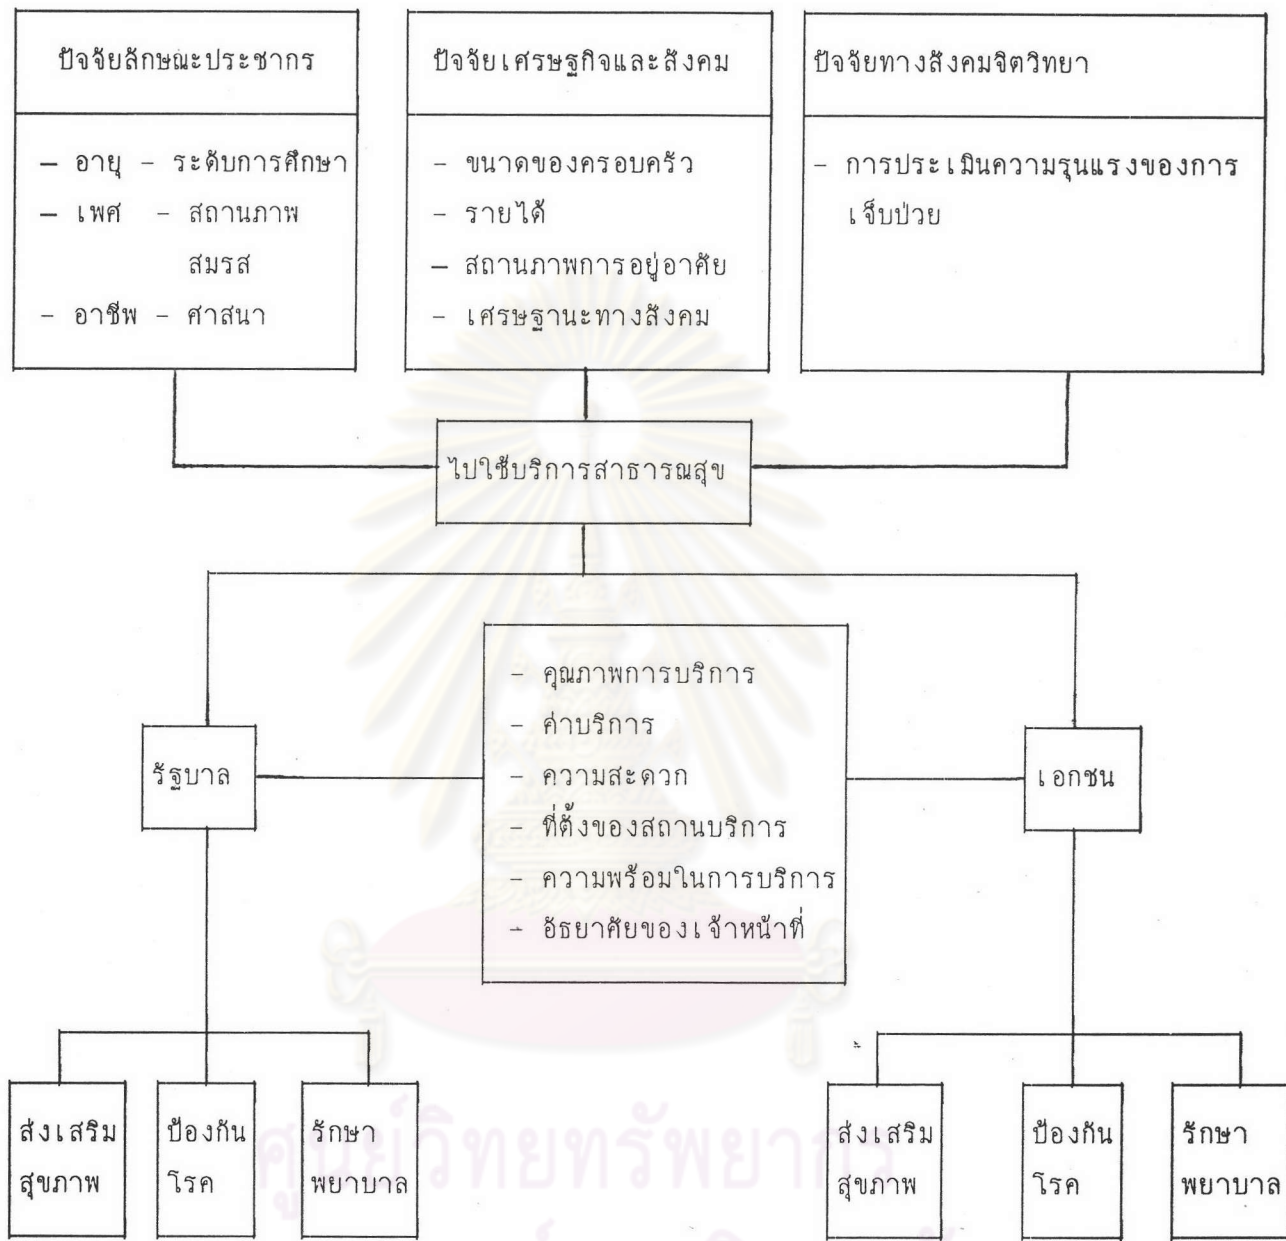 ปัจจัยลักษณะประชากร
— อายุ – ระดับการศึกษา
— เพศ – สถานภาพ
สมรส
– อาชีพ – ศาสนา
ปัจจัยเศรษฐกิจและสังคม
– ขนาดของครอบครัว
– รายได้
– สถานภาพการอยู่อาศัย
– เศรษฐานะทางสังคม
ปัจจัยทางสังคมจิตวิทยา
– การประเมินความรุนแรงของการ
เจ็บป่วย
ไปใช้บริการสาธารณสุข
รัฐบาล
– คุณภาพการบริการ
– ค่าบริการ
– ความสะดวก
– ที่ตั้งของสถานบริการ
– ความพร้อมในการบริการ
– อัธยาศัยของเจ้าหน้าที่
เอกชน
ส่งเสริม
สุขภาพ
ป้องกัน
โรค
รักษา
พยาบาล
ส่งเสริม
สุขภาพ
ป้องกัน
โรค
รักษา
พยาบาล
ศูนย์วิทยทรัพยากร